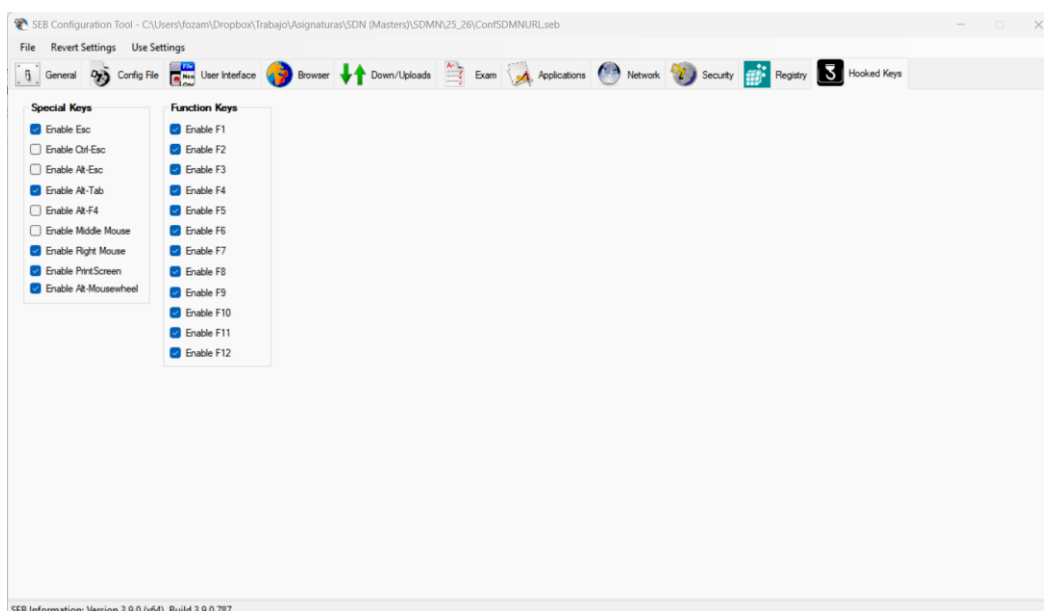 SEB Configuration Tool - C:\Users\fozam\Dropbox\Trabajo\Asignaturas\SDN (Masters)\SDMN\25_26\ConfSDMNURL.seb
File Revert Settings Use Settings
General Config File User Interface Browser Down/Uploads Exam Applications Network Security Registry Hooked Keys
Special Keys Function Keys
Enable Esc Enable F1
Enable Ctrl-Esc Enable F2
Enable Alt-Esc Enable F3
Enable Alt-Tab Enable F4
Enable Alt-F4 Enable F5
Enable Middle Mouse Enable F6
Enable Right Mouse Enable F7
Enable PrintScreen Enable F8
Enable Alt-Mousewheel Enable F9
Enable F10
Enable F11
Enable F12
SEB Information: Version 3.9.0 (x64), Build 3.9.0.787